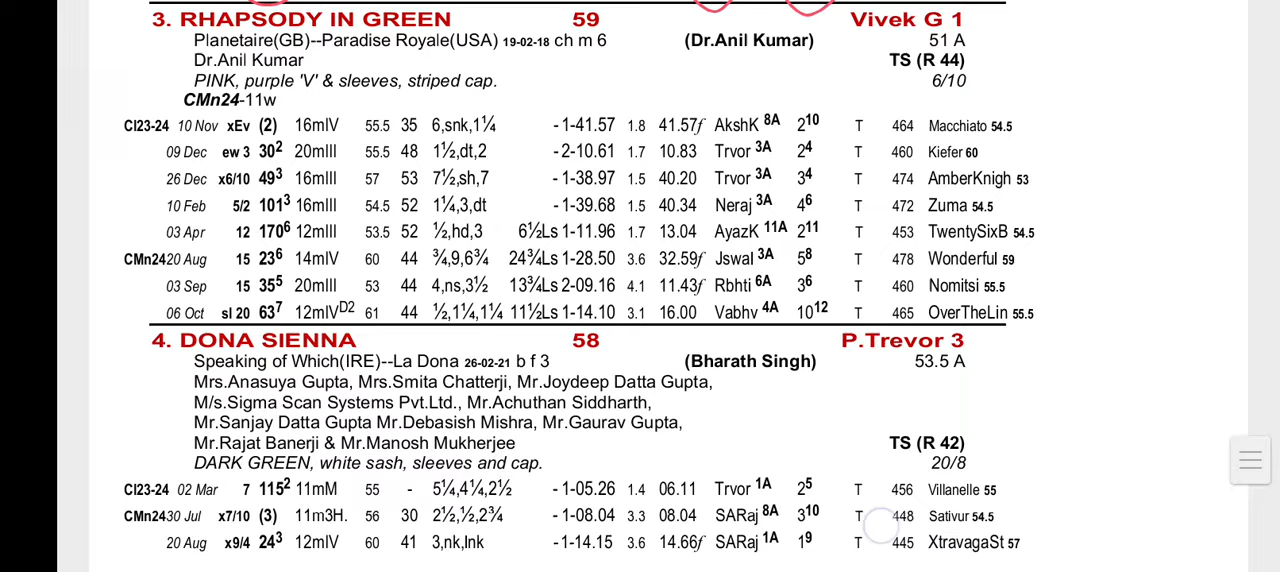 3. RHAPSODY IN GREEN 59 Vivek G 1
Planetaire(GB)--Paradise Royale(USA) 19-02-18 ch m 6 (Dr.Anil Kumar) 51 A
Dr.Anil Kumar TS (R 44)
PINK, purple 'V' & sleeves, striped cap. 6/10
CMn24-11w
CI23-24 10 Nov xEv (2) 16mIV 55.5 35 6,snk,1¼ - 1-41.57 1.8 41.57f AkshK 8A 2 10 T 464 Macchiato 54.5
09 Dec ew 3 30 2 20mIII 55.5 48 1½,dt,2 - 2-10.61 1.7 10.83 Trvor 3A 2 4 T 460 Kiefer 60
26 Dec x6/10 49 3 16mIII 57 53 7½,sh,7 - 1-38.97 1.5 40.20 Trvor 3A 3 4 T 474 AmberKnigh 53
10 Feb 5/2 101 3 16mIII 54.5 52 1¼,3,dt - 1-39.68 1.5 40.34 Neraj 3A 4 6 T 472 Zuma 54.5
03 Apr 12 170 6 12mIII 53.5 52 ½,hd,3 6½Ls 1-11.96 1.7 13.04 AyazK 11A 2 11 T 453 TwentySixB 54.5
CMn24 20 Aug 15 23 6 14mIV 60 44 ¾,9,6¾ 24¾Ls 1-28.50 3.6 32.59f Jswal 3A 5 8 T 478 Wonderful 59
03 Sep 15 35 5 20mIII 53 44 4,ns,3½ 13¾Ls 2-09.16 4.1 11.43f Rbhti 6A 3 6 T 460 Nomitsi 55.5
06 Oct sl 20 63 7 12mIV D2 61 44 ½,1¼,1¼ 11½Ls 1-14.10 3.1 16.00 Vabhv 4A 10 12 T 465 OverTheLin 55.5
4. DONA SIENNA 58 P.Trevor 3
Speaking of Which(IRE)--La Dona 26-02-21 b f 3 (Bharath Singh) 53.5 A
Mrs.Anasuya Gupta, Mrs.Smita Chatterji, Mr.Joydeep Datta Gupta,
M/s.Sigma Scan Systems Pvt.Ltd., Mr.Achuthan Siddharth,
Mr.Sanjay Datta Gupta Mr.Debasish Mishra, Mr.Gaurav Gupta,
Mr.Rajat Banerji & Mr.Manosh Mukherjee TS (R 42)
DARK GREEN, white sash, sleeves and cap. 20/8
CI23-24 02 Mar 7 115 2 11mM 55 - 5¼,4¼,2½ - 1-05.26 1.4 06.11 Trvor 1A 2 5 T 456 Villanelle 55
CMn24 30 Jul x7/10 (3) 11m3H. 56 30 2½,½,2¾ - 1-08.04 3.3 08.04 SARaj 8A 3 10 T 448 Sativur 54.5
20 Aug x9/4 24 3 12mIV 60 41 3,nk,lnk - 1-14.15 3.6 14.66f SARaj 1A 1 9 T 445 XtravagaSt 57